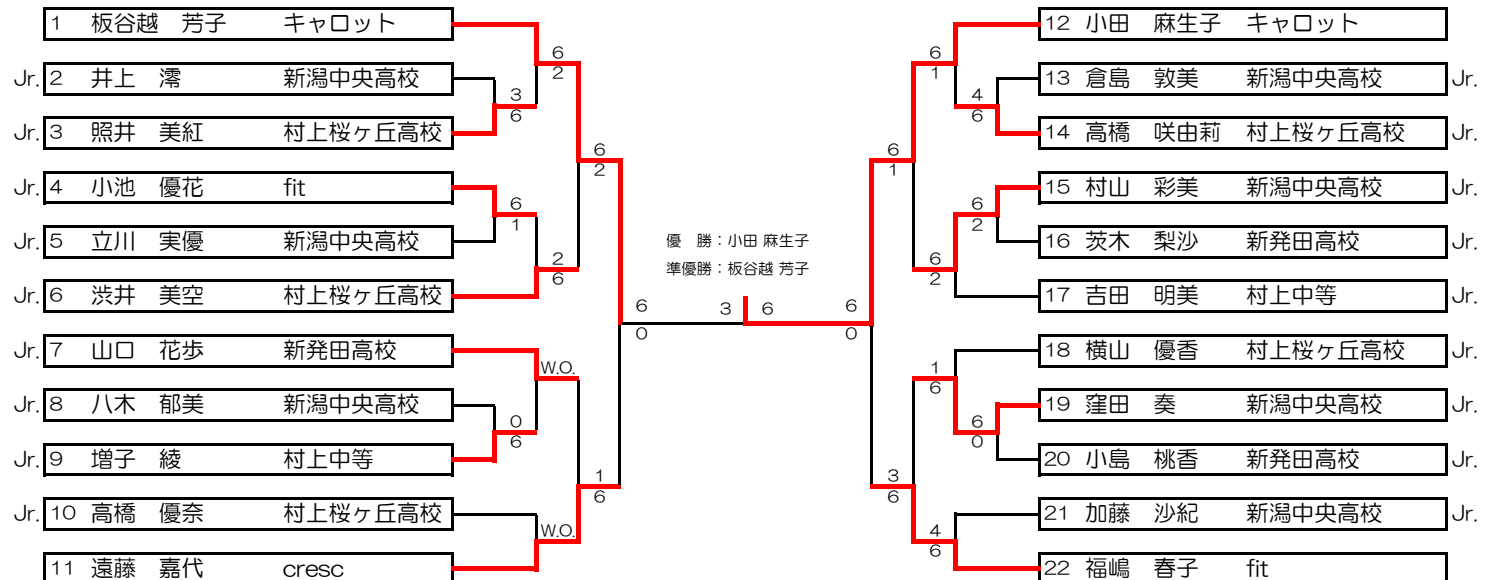 1 板谷越 芳子 キャロット
Jr. 2 井上 澪 新潟中央高校
Jr. 3 照井 美紅 村上桜ヶ丘高校
Jr. 4 小池 優花 fit
Jr. 5 立川 実優 新潟中央高校
Jr. 6 渋井 美空 村上桜ヶ丘高校
Jr. 7 山口 花歩 新発田高校
Jr. 8 八木 郁美 新潟中央高校
Jr. 9 増子 綾 村上中等
Jr. 10 高橋 優奈 村上桜ヶ丘高校
11 遠藤 嘉代 cresc
6
2
3
6
6
1
2
6
W.O.
0
6
W.O.
6
2
1
6
6
0
優 勝：小田 麻生子
準優勝：板谷越 芳子
3 6
6
0
6
1
3
6
6
1
4
6
6
2
6
2
1
6
6
0
4
6
12 小田 麻生子 キャロット
13 倉島 敦美 新潟中央高校 Jr.
14 高橋 咲由莉 村上桜ヶ丘高校 Jr.
15 村山 彩美 新潟中央高校 Jr.
16 茨木 梨沙 新発田高校 Jr.
17 吉田 明美 村上中等 Jr.
18 横山 優香 村上桜ヶ丘高校 Jr.
19 窪田 奏 新潟中央高校 Jr.
20 小島 桃香 新発田高校 Jr.
21 加藤 沙紀 新潟中央高校 Jr.
22 福嶋 春子 fit